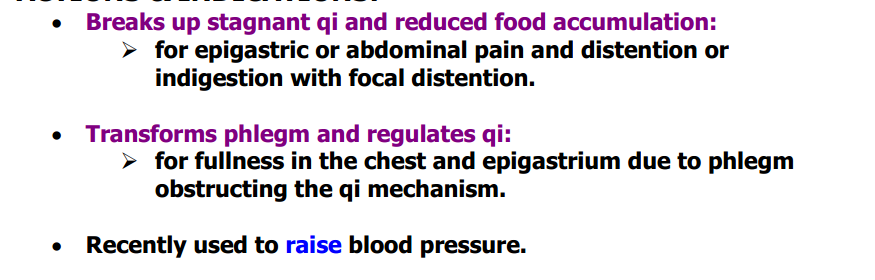 • Breaks up stagnant qi and reduced food accumulation:
➢ for epigastric or abdominal pain and distention or
indigestion with focal distention.
• Transforms phlegm and regulates qi:
➢ for fullness in the chest and epigastrium due to phlegm
obstructing the qi mechanism.
• Recently used to raise blood pressure.